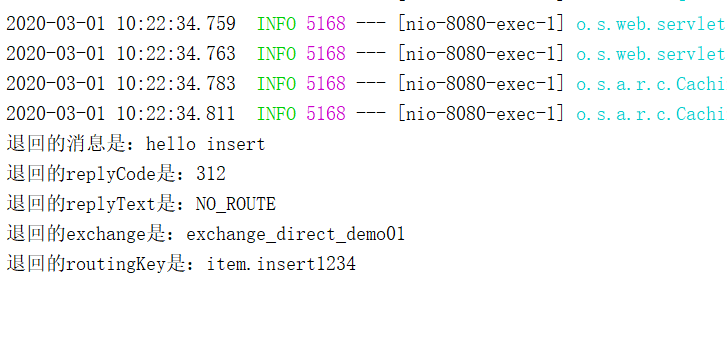 2020-03-01 10:22:34.759  INFO 5168 --- [nio-8080-exec-1] o.s.web.servlet
2020-03-01 10:22:34.763  INFO 5168 --- [nio-8080-exec-1] o.s.web.servlet
2020-03-01 10:22:34.783  INFO 5168 --- [nio-8080-exec-1] o.s.a.r.c.Cachi
2020-03-01 10:22:34.811  INFO 5168 --- [nio-8080-exec-1] o.s.a.r.c.Cachi
退回的消息是：hello insert
退回的replyCode是：312
退回的replyText是：NO_ROUTE
退回的exchange是：exchange_direct_demo01
退回的routingKey是：item.insert1234